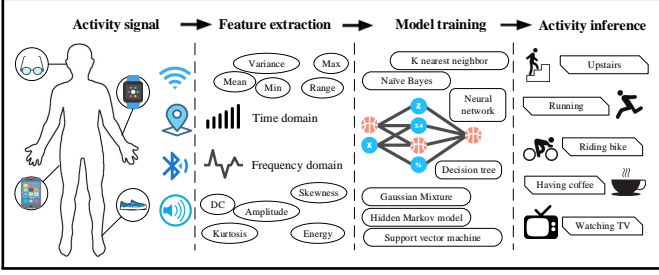 Activity signal
Feature extraction
Model training
Activity inference
Variance
Max
Mean
Min
Range
Time domain
Frequency domain
Skewness
DC
Amplitude
Kurtosis
Energy
K nearest neighbor
Naïve Bayes
Neural
network
Z
3.4
X
%
Decision tree
Gaussian Mixture
Hidden Markov model
Support vector machine
Upstairs
Running
Riding bike
Having coffee
Watching TV